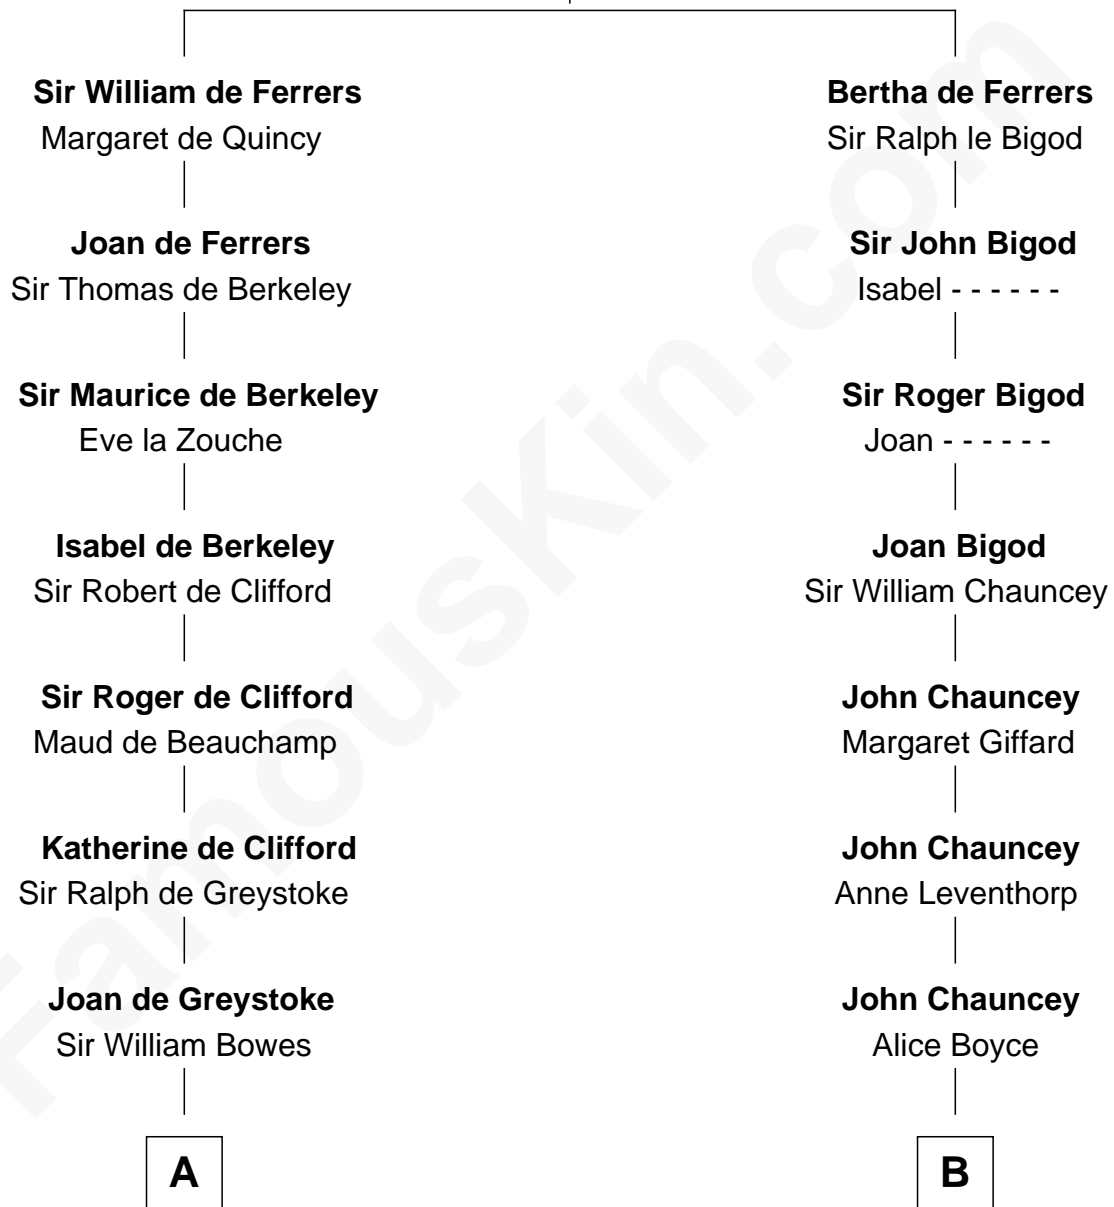 Sir William de Ferrers
Margaret de Quincy
Joan de Ferrers
Sir Thomas de Berkeley
Sir Maurice de Berkeley
Eve la Zouche
Isabel de Berkeley
Sir Robert de Clifford
Sir Roger de Clifford
Maud de Beauchamp
Katherine de Clifford
Sir Ralph de Greystoke
Joan de Greystoke
Sir William Bowes
A
Bertha de Ferrers
Sir Ralph le Bigod
Sir John Bigod
Isabel - - - - - -
Sir Roger Bigod
Joan - - - - - -
Joan Bigod
Sir William Chauncey
John Chauncey
Margaret Giffard
John Chauncey
Anne Leventhorp
John Chauncey
Alice Boyce
B
FamousKin.com